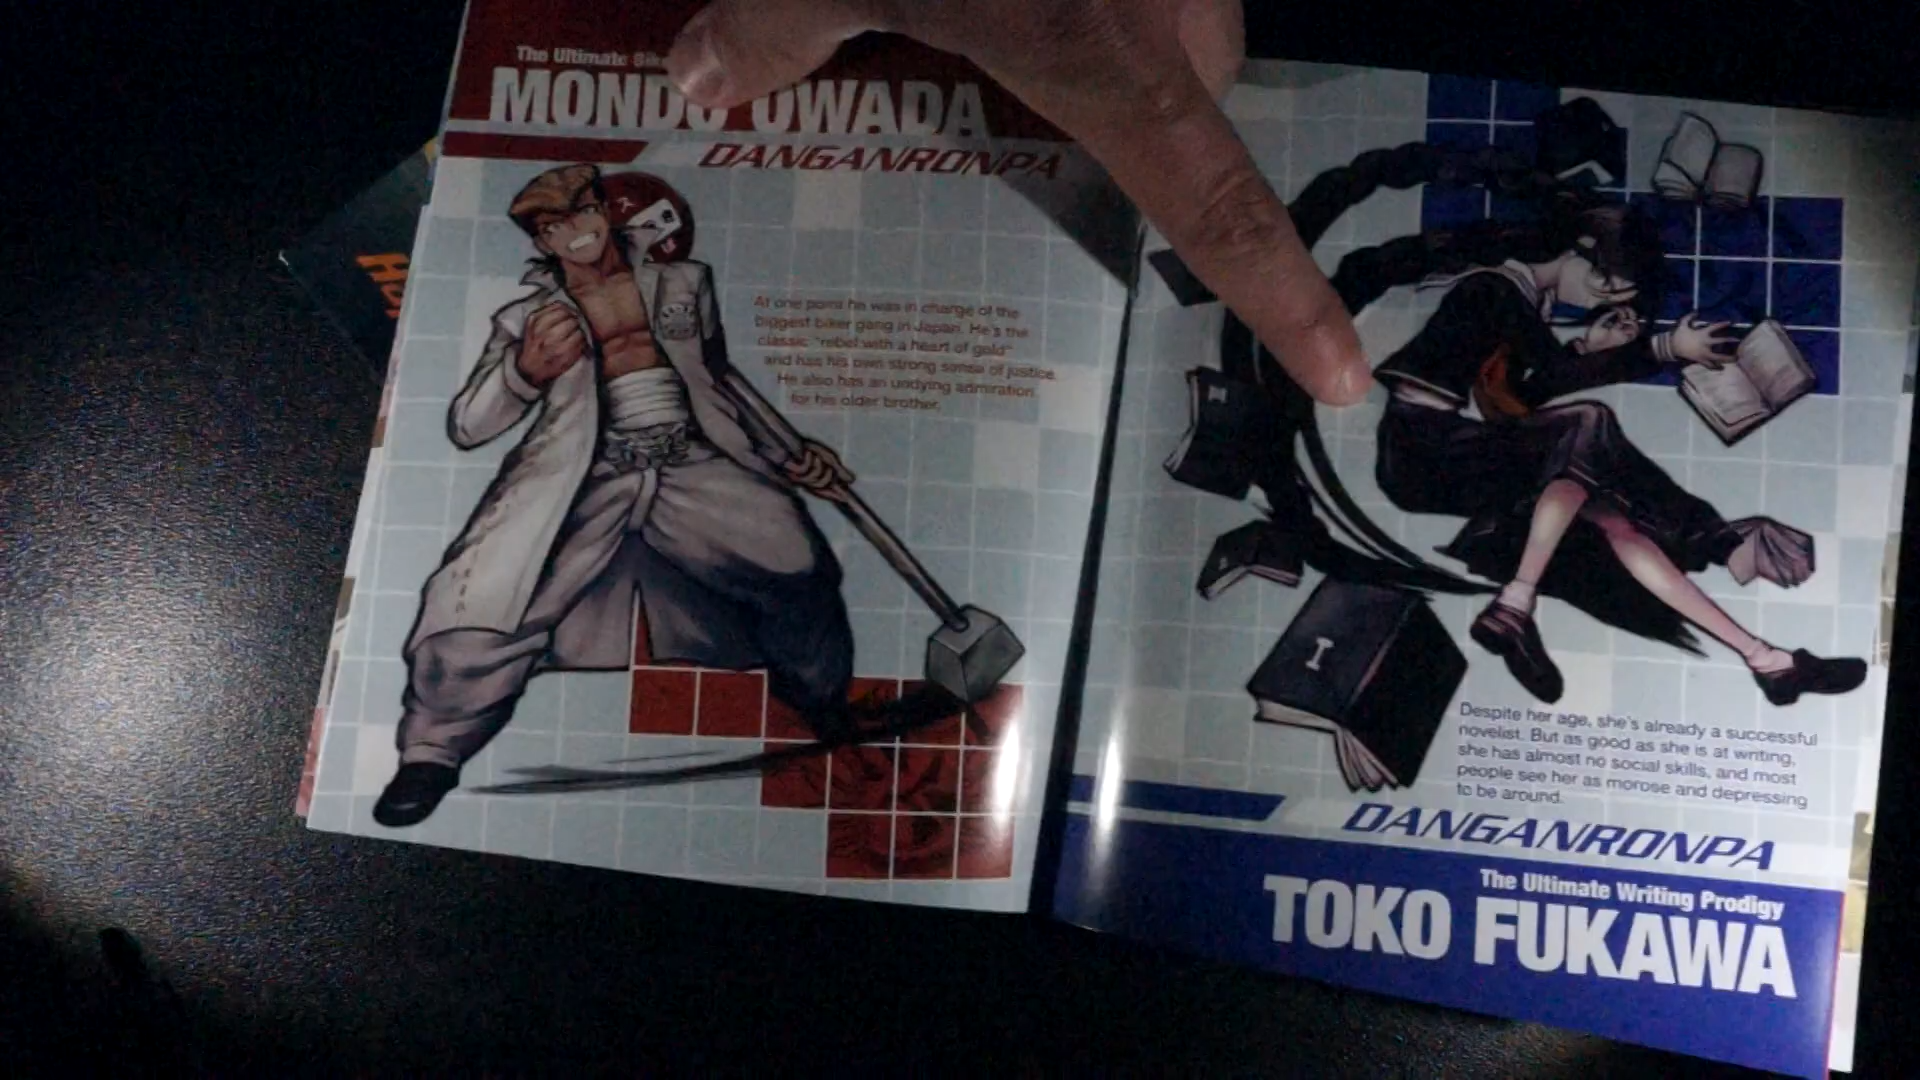 The Ultimate
MONDO OWADA
DANGANRONPA
At one point he was in charge of the
biggest biker gang in Japan. He's the
classic "rebel with a heart of gold"
and has his own strong sense of justice.
He also has an undying admiration
for his older brother.
I
Despite her age, she's already a successful
novelist. But as good as she is at writing,
she has almost no social skills, and most
people see her as morose and depressing
to be around.
DANGANRONPA
The Ultimate Writing Prodigy
TOKO FUKAWA